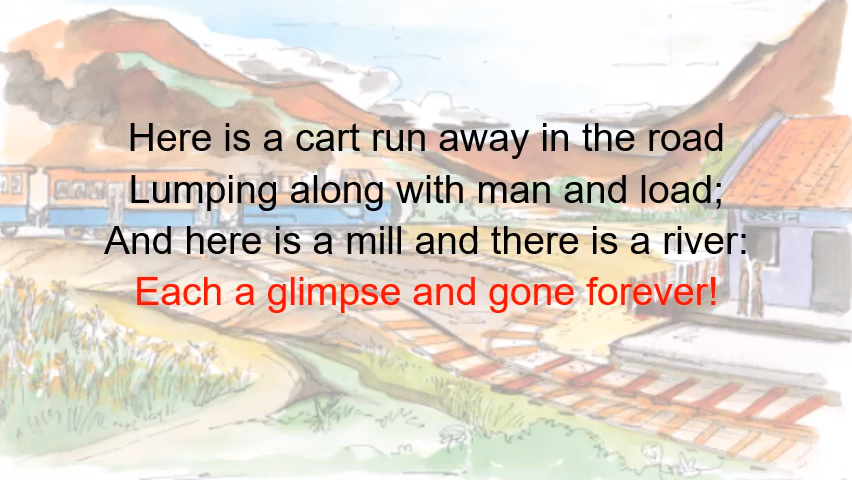 Here is a cart run away in the road
Lumping along with man and load;
And here is a mill and there is a river:
Each a glimpse and gone forever!